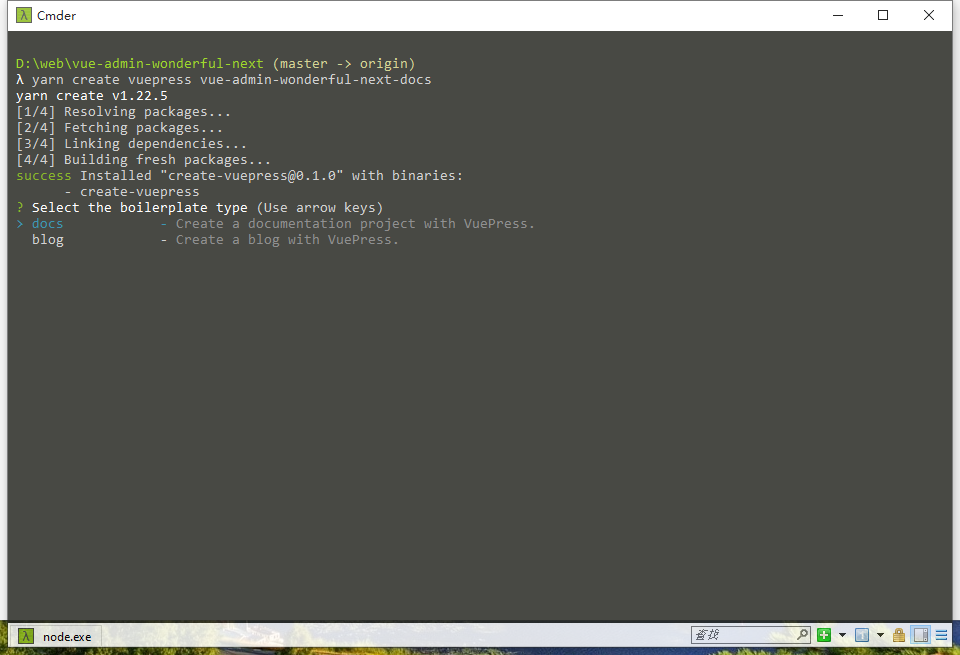 Cmder
D:\web\vue-admin-wonderful-next (master -> origin)
λ yarn create vuepress vue-admin-wonderful-next-docs
yarn create v1.22.5
[1/4] Resolving packages...
[2/4] Fetching packages...
[3/4] Linking dependencies...
[4/4] Building fresh packages...
success Installed "create-vuepress@0.1.0" with binaries:
- create-vuepress
? Select the boilerplate type (Use arrow keys)
> docs - Create a documentation project with VuePress.
blog - Create a blog with VuePress.
λ node.exe
查找
1